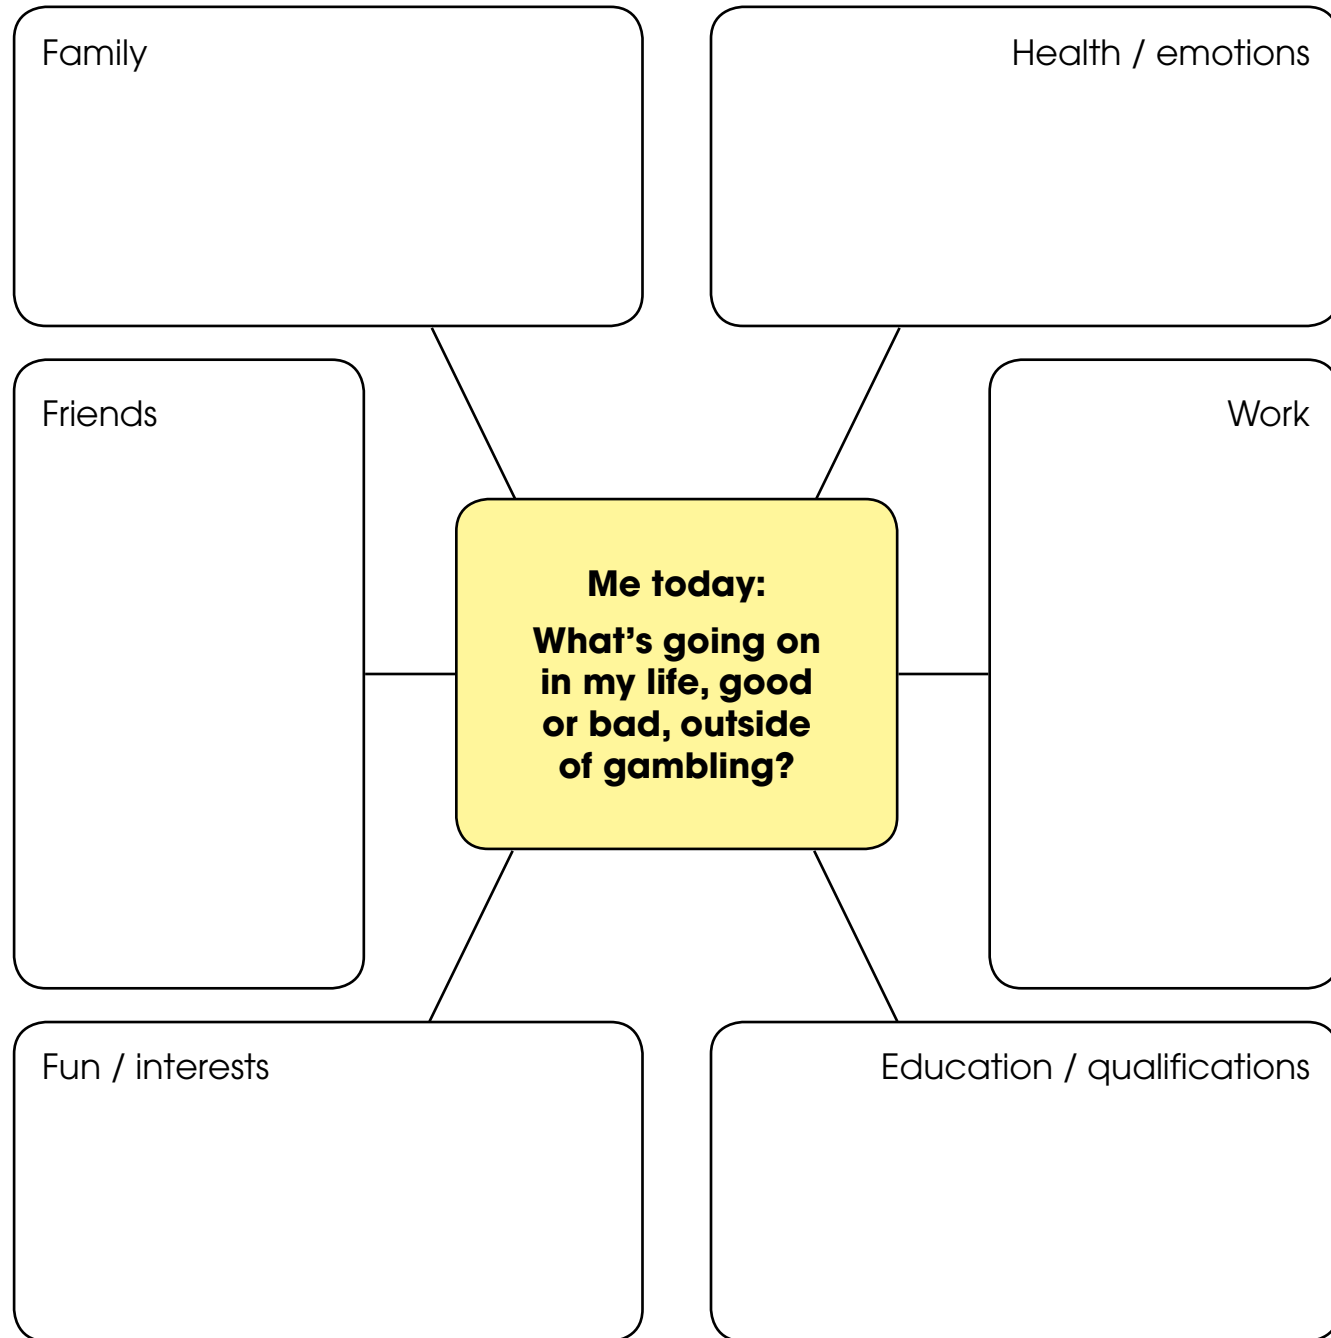 Family
Health / emotions
Friends
Work
Me today:
What’s going on
in my life, good
or bad, outside
of gambling?
Fun / interests
Education / qualifications